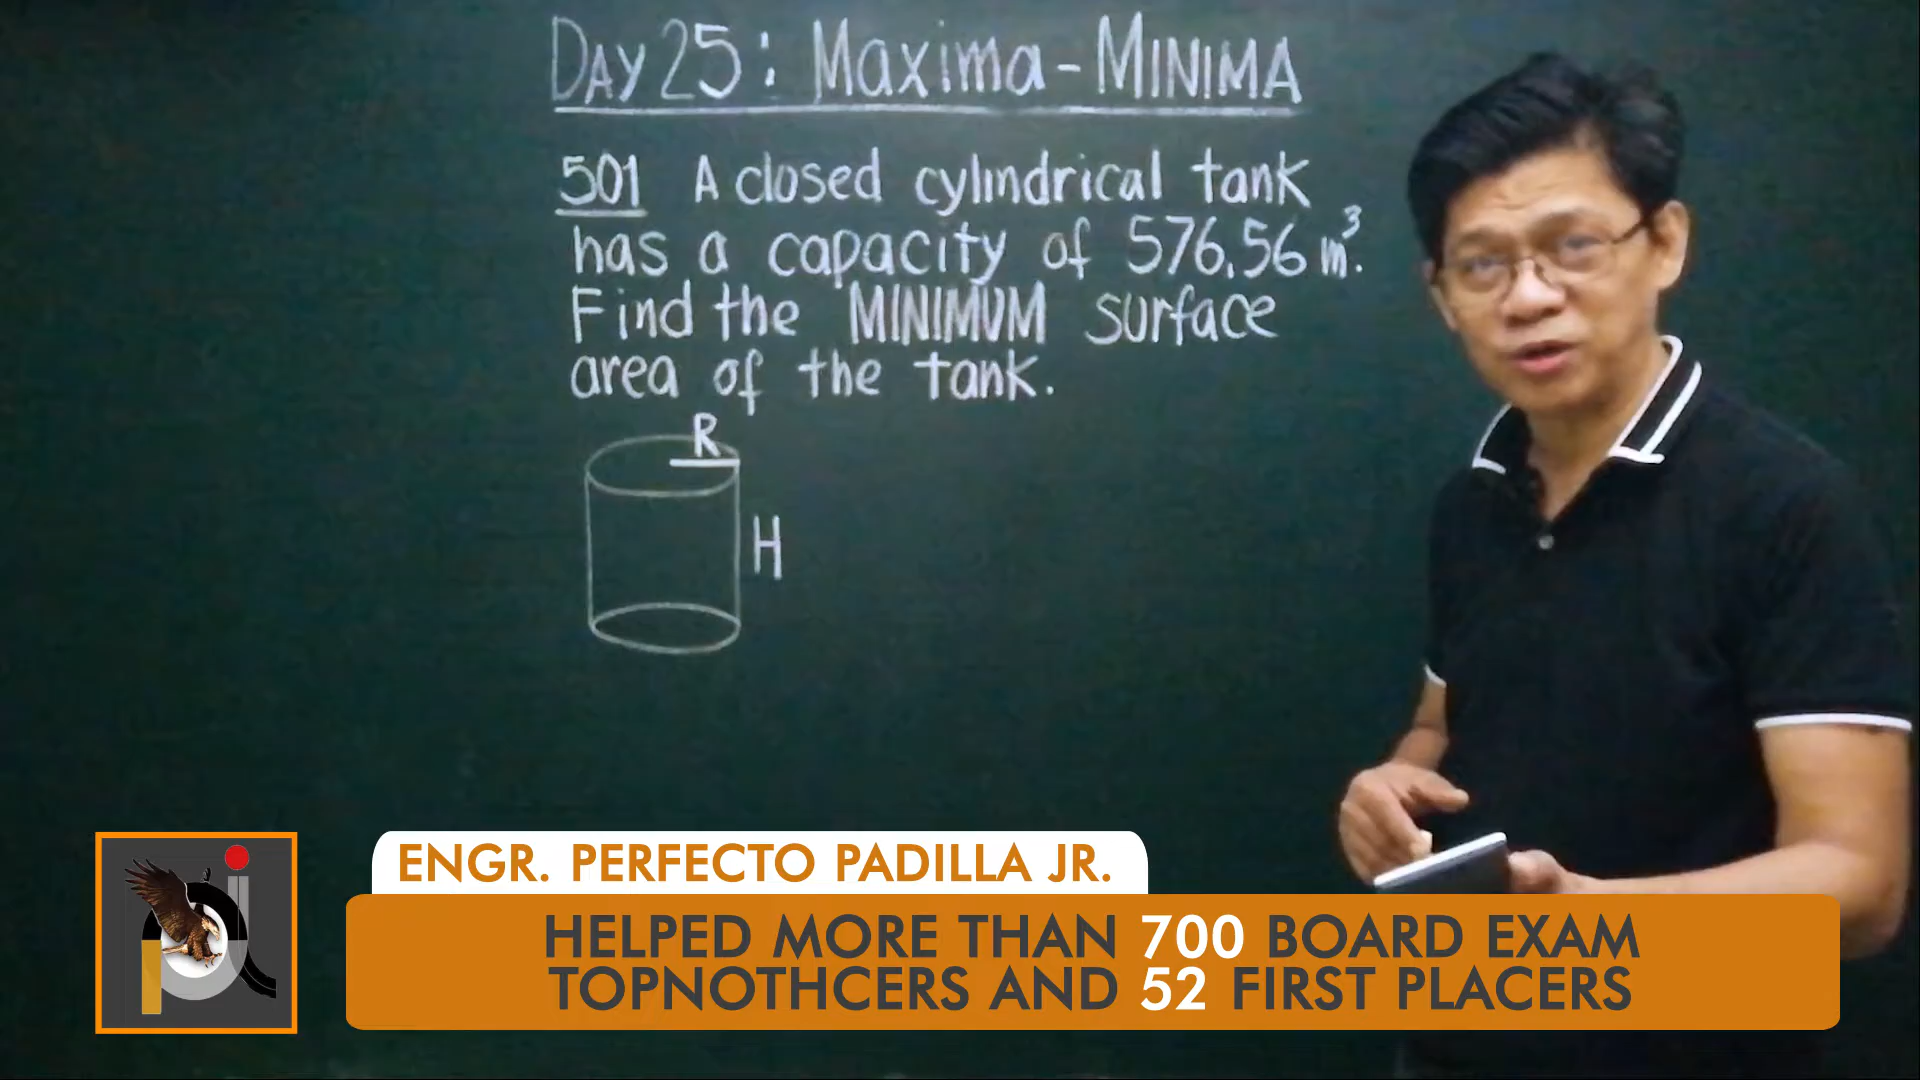 DAY 25: Maxima-MINIMA
501 A closed cylindrical tank
has a capacity of 576.56 m³.
Find the MINIMUM surface
area of the tank.
R
H
ENGR. PERFECTO PADILLA JR.
HELPED MORE THAN 700 BOARD EXAM
TOPNOTHCERS AND 52 FIRST PLACERS